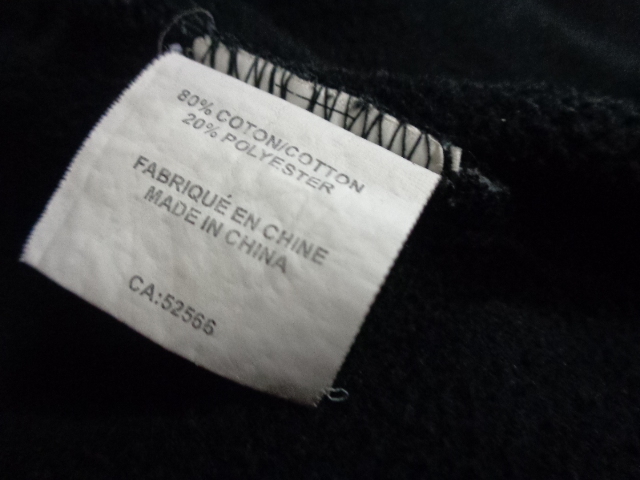 80% COTON/COTTON
20% POLYESTER
FABRIQUÉ EN CHINE
MADE IN CHINA
CA:52566